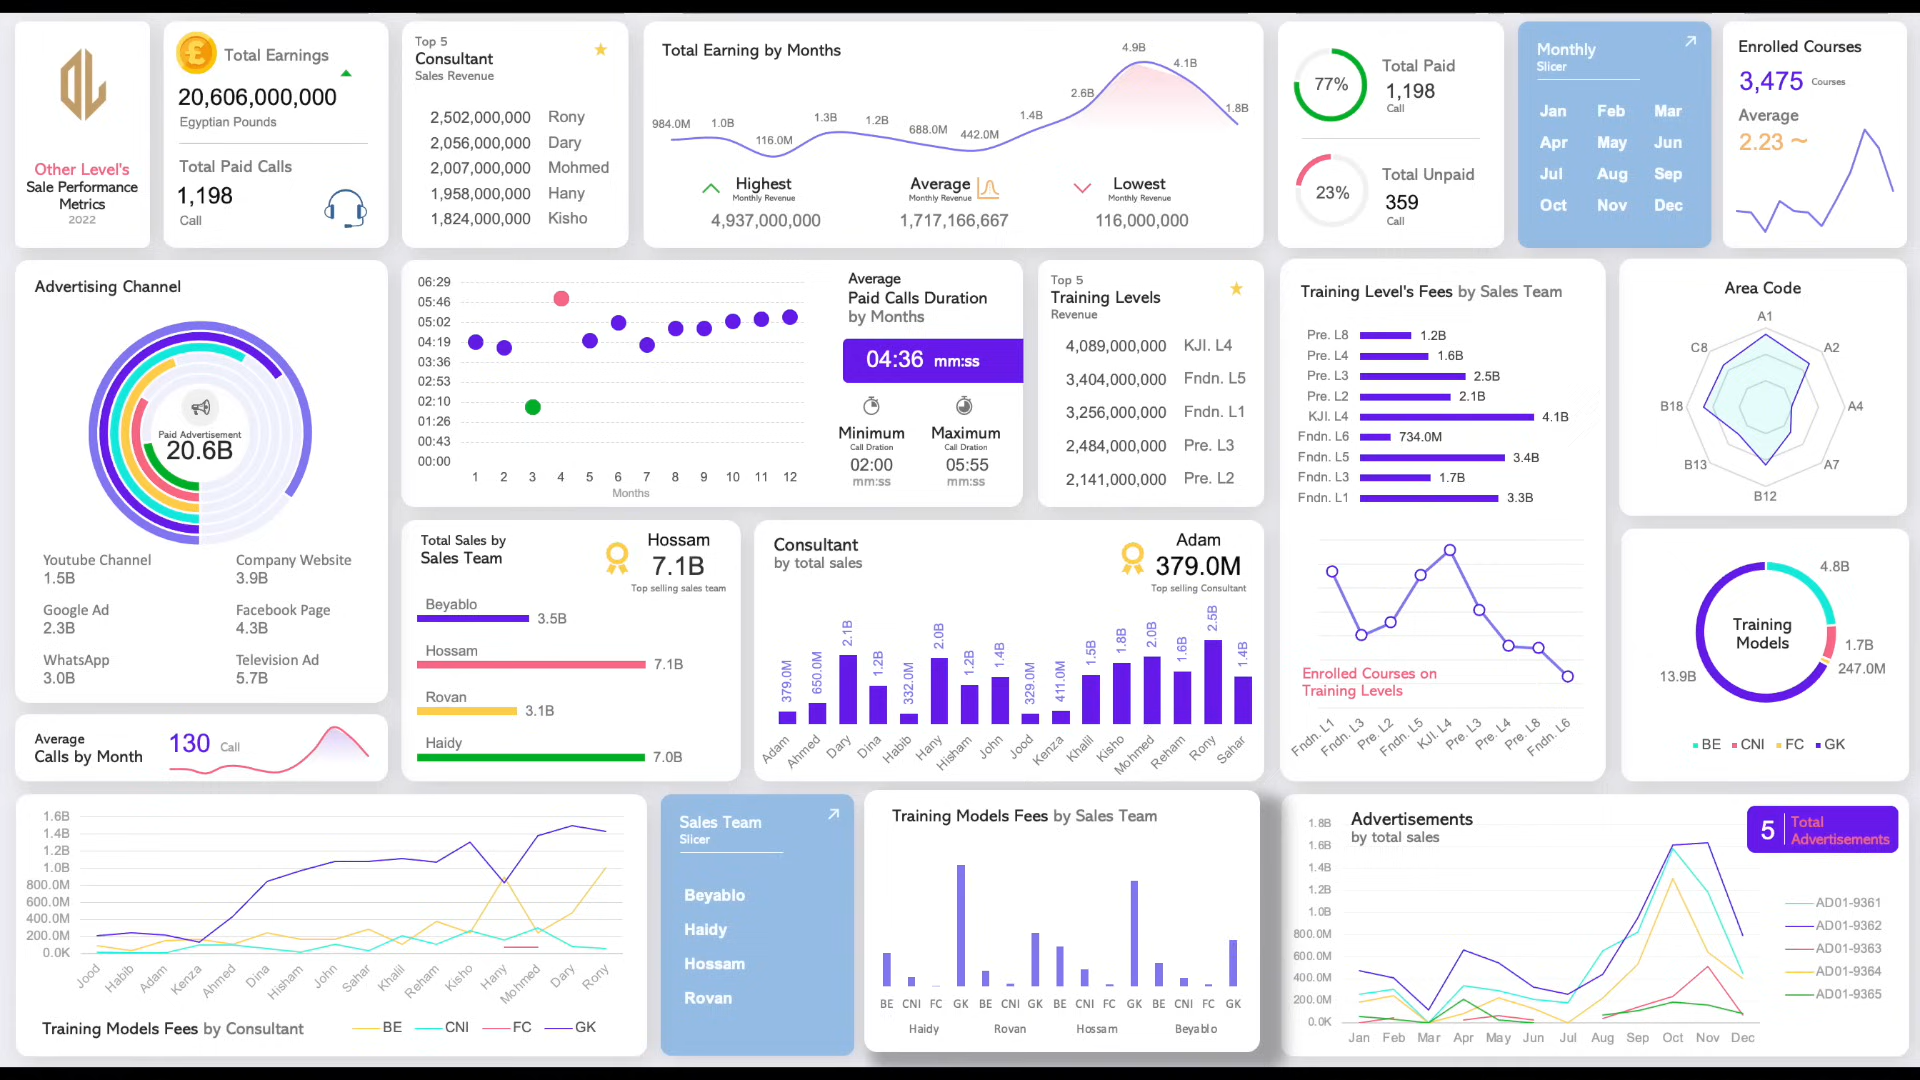 Other Level's
Sale Performance
Metrics
2022
Total Earnings
20,606,000,000
Egyptian Pounds
Total Paid Calls
1,198
Call
Top 5
Consultant
Sales Revenue
2,502,000,000 Rony
2,056,000,000 Dary
2,007,000,000 Mohmed
1,958,000,000 Hany
1,824,000,000 Kisho
Total Earning by Months
984.0M 1.0B 116.0M 1.3B 1.2B 688.0M 442.0M 1.4B 2.6B 4.9B 4.1B 1.8B
Highest
Monthly Revenue
4,937,000,000
Average
Monthly Revenue
1,717,166,667
Lowest
Monthly Revenue
116,000,000
77%
Total Paid
1,198
Call
23%
Total Unpaid
359
Call
Monthly
Slicer
Jan Feb Mar
Apr May Jun
Jul Aug Sep
Oct Nov Dec
Enrolled Courses
3,475 Courses
Average
2.23 ~
Advertising Channel
Paid Advertisement
20.6B
Youtube Channel Company Website
1.5B 3.9B
Google Ad Facebook Page
2.3B 4.3B
WhatsApp Television Ad
3.0B 5.7B
Average
Calls by Month
130 Call
06:29
05:46
05:02
04:19
03:36
02:53
02:10
01:26
00:43
00:00
1 2 3 4 5 6 7 8 9 10 11 12
Months
Average
Paid Calls Duration
by Months
04:36 mm:ss
Minimum Maximum
Call Dration Call Dration
02:00 05:55
mm:ss mm:ss
Top 5
Training Levels
Revenue
4,089,000,000 KJI. L4
3,404,000,000 Fndn. L5
3,256,000,000 Fndn. L1
2,484,000,000 Pre. L3
2,141,000,000 Pre. L2
Training Level's Fees by Sales Team
Pre. L8 1.2B
Pre. L4 1.6B
Pre. L3 2.5B
Pre. L2 2.1B
KJI. L4 4.1B
Fndn. L6 734.0M
Fndn. L5 3.4B
Fndn. L3 1.7B
Fndn. L1 3.3B
Enrolled Courses on
Training Levels
Fndn. L1 Fndn. L3 Pre. L2 Fndn. L5 KJI. L4 Pre. L3 Pre. L4 Pre. L8 Fndn. L6
Area Code
A1
C8 A2
B18 A4
B13 A7
B12
Total Sales by
Sales Team
Hossam
7.1B
Top selling sales team
Beyablo
3.5B
Hossam
7.1B
Rovan
3.1B
Haidy
7.0B
Consultant
by total sales
Adam
379.0M
Top selling Consultant
379.0M 650.0M 2.1B 1.2B 332.0M 2.0B 1.2B 1.4B 329.0M 411.0M 1.5B 1.8B 2.0B 1.6B 2.5B 1.4B
Adam Ahmed Dary Dina Habib Hany Hisham John Jood Kenza Khalil Kisho Mohmed Reham Rony Sahar
Training
Models
4.8B
1.7B
247.0M
13.9B
BE CNI FC GK
1.6B
1.4B
1.2B
1.0B
800.0M
600.0M
400.0M
200.0M
0.0K
Jood Habib Adam Kenza Ahmed Dina Hisham John Sahar Khalil Reham Kisho Hany Mohmed Dary Rony
Training Models Fees by Consultant
BE CNI FC GK
Sales Team
Slicer
Beyablo
Haidy
Hossam
Rovan
Training Models Fees by Sales Team
BE CNI FC GK BE CNI GK BE CNI FC GK BE CNI FC GK
Haidy Rovan Hossam Beyablo
Advertisements
by total sales
5 Total
Advertisements
1.8B
1.6B
1.4B
1.2B
1.0B
800.0M
600.0M
400.0M
200.0M
0.0K
Jan Feb Mar Apr May Jun Jul Aug Sep Oct Nov Dec
AD01-9361
AD01-9362
AD01-9363
AD01-9364
AD01-9365